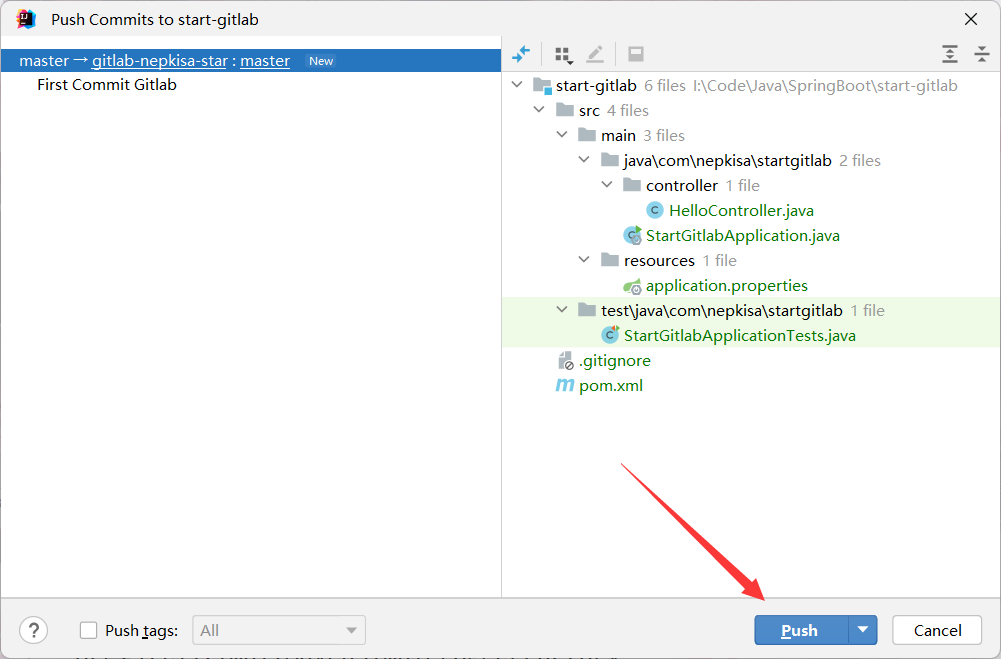 Push Commits to start-gitlab
master → gitlab-nepkisa-star : master New
First Commit Gitlab
start-gitlab 6 files I:\Code\Java\SpringBoot\start-gitlab
src 4 files
main 3 files
java\com\nepkisa\startgitlab 2 files
controller 1 file
HelloController.java
StartGitlabApplication.java
resources 1 file
application.properties
test\java\com\nepkisa\startgitlab 1 file
StartGitlabApplicationTests.java
.gitignore
pom.xml
? Push tags: All Push Cancel